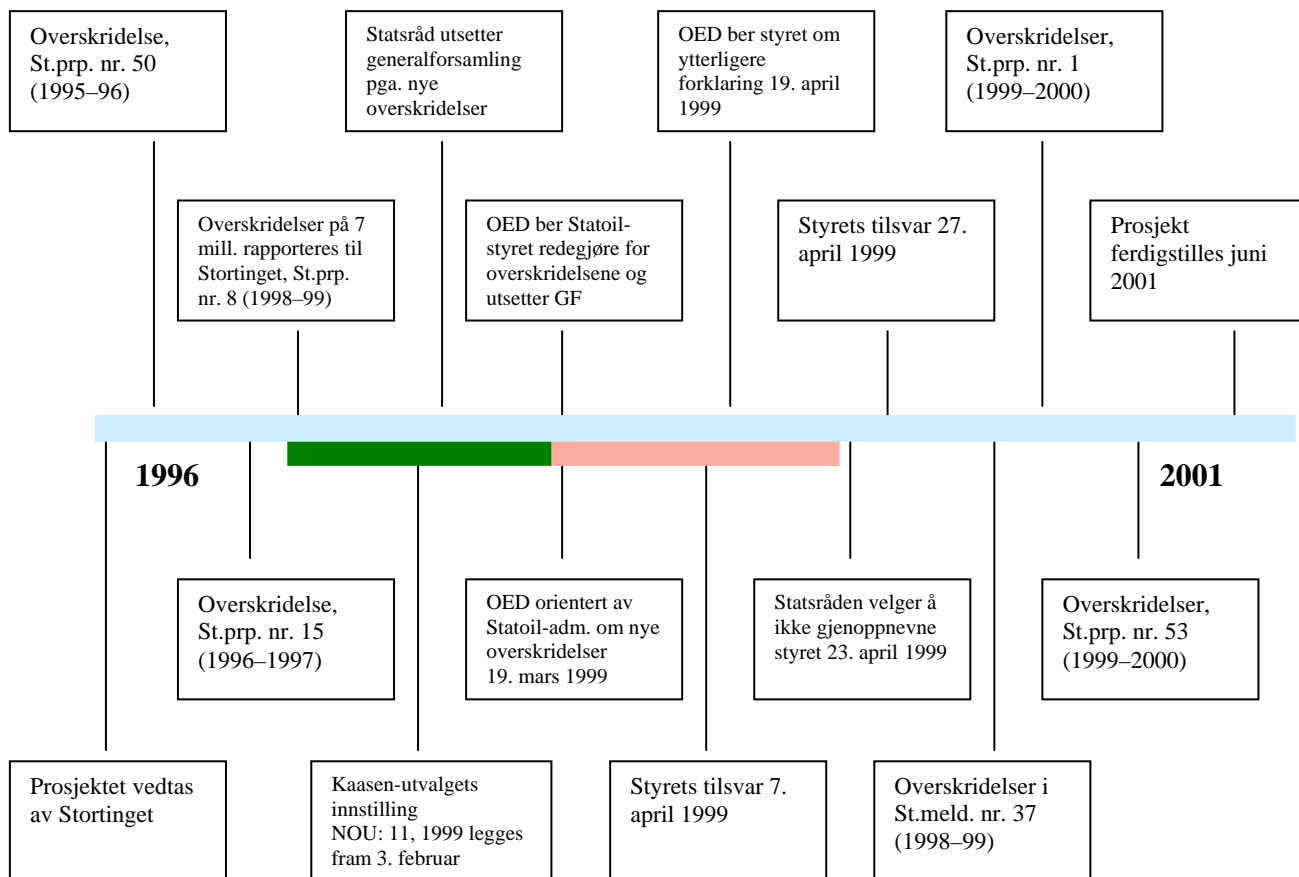 Overskridelse,
St.prp. nr. 50
(1995–96)
Statsråd utsetter
generalforsamling
pga. nye
overskridelser
OED ber styret om
ytterligere
forklaring 19. april
1999
Overskridelser,
St.prp. nr. 1
(1999–2000)
Overskridelser på 7
mill. rapporteres til
Stortinget, St.prp.
nr. 8 (1998–99)
OED ber Statoil-
styret redegjøre for
overskridelsene og
utsetter GF
Styrets tilsvar 27.
april 1999
Prosjekt
ferdigstilles juni
2001
1996
2001
Overskridelse,
St.prp. nr. 15
(1996–1997)
OED orientert av
Statoil-adm. om nye
overskridelser
19. mars 1999
Statsråden velger å
ikke gjenoppnevne
styret 23. april 1999
Overskridelser,
St.prp. nr. 53
(1999–2000)
Prosjektet vedtas
av Stortinget
Kaasen-utvalgets
innstilling
NOU: 11, 1999 legges
fram 3. februar
Styrets tilsvar 7.
april 1999
Overskridelser i
St.meld. nr. 37
(1998–99)